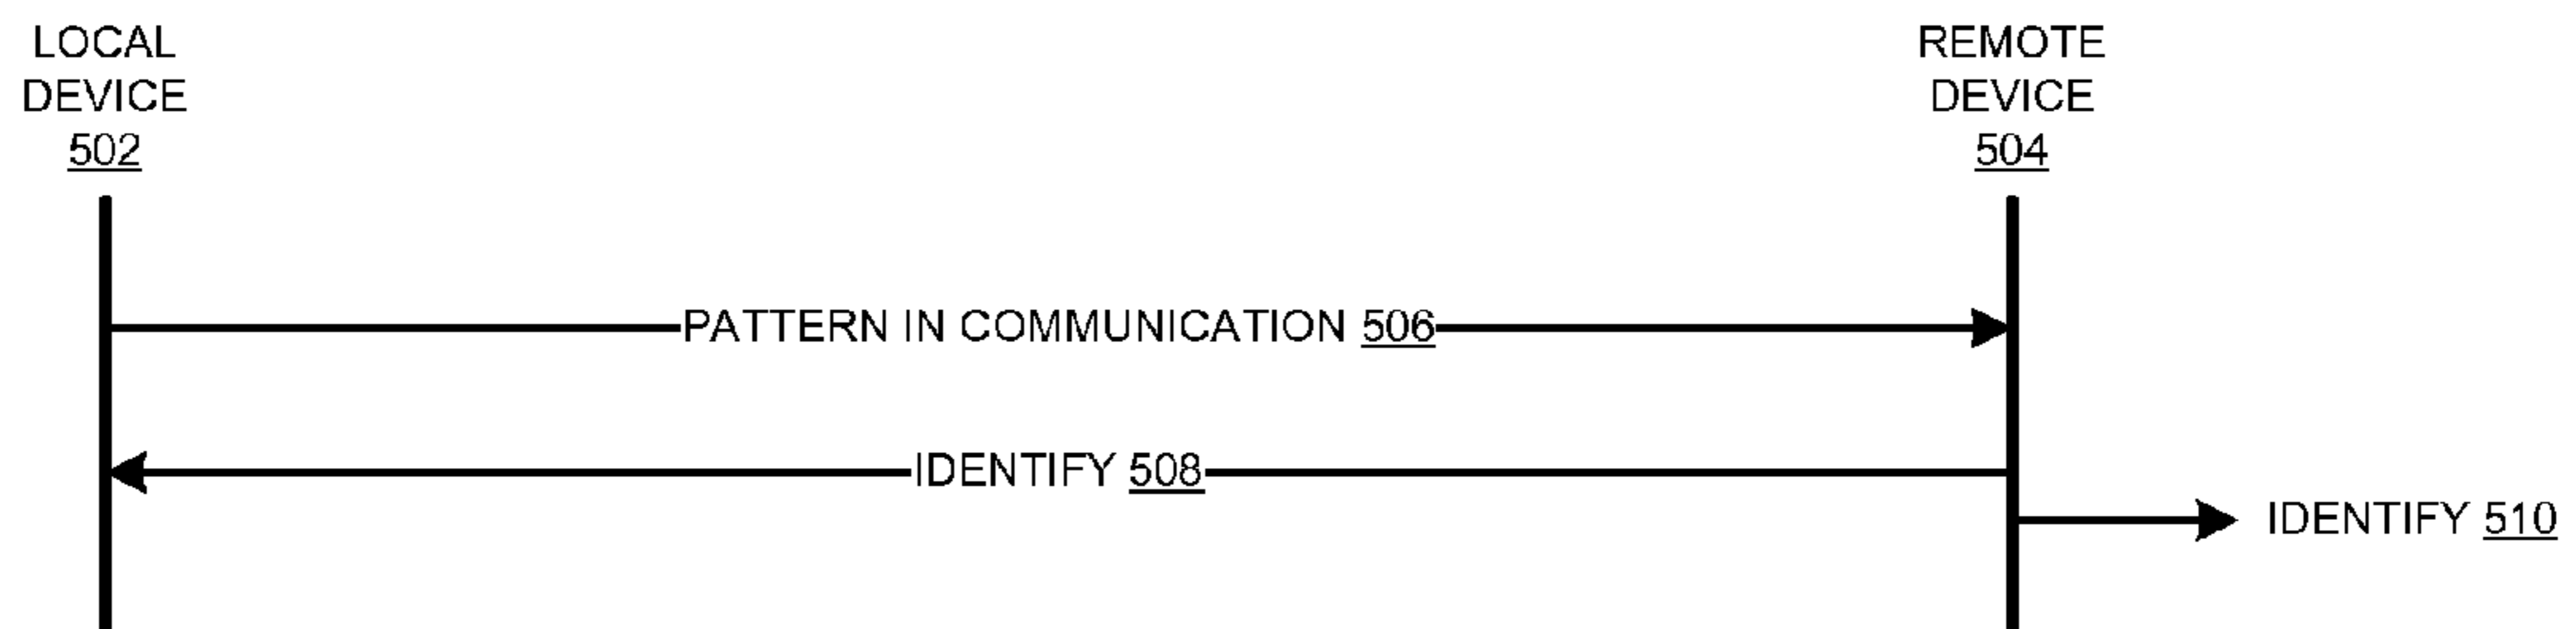 LOCAL
DEVICE
502
REMOTE
DEVICE
504
PATTERN IN COMMUNICATION 506
IDENTIFY 508
IDENTIFY 510